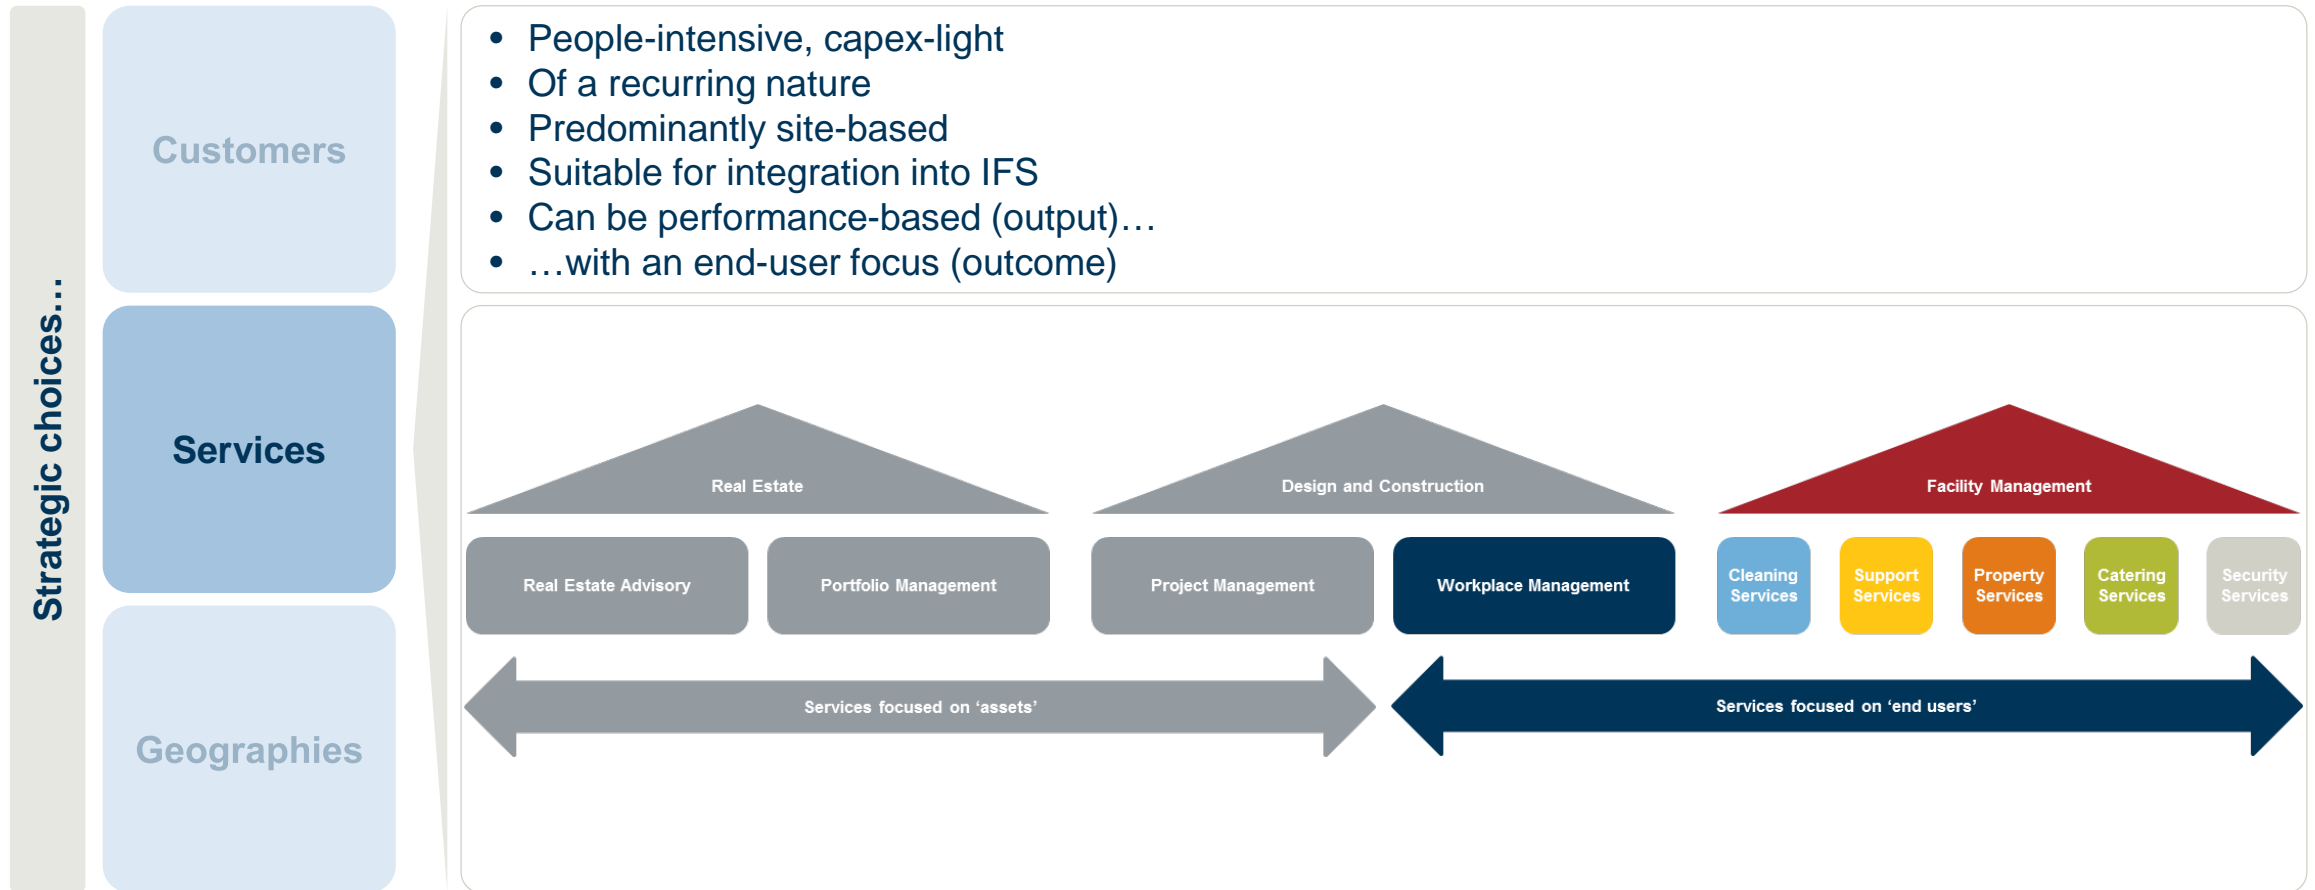 Strategic choices…
Customers
Services
Geographies
• People-intensive, capex-light
• Of a recurring nature
• Predominantly site-based
• Suitable for integration into IFS
• Can be performance-based (output)…
• …with an end-user focus (outcome)
Real Estate
Design and Construction
Facility Management
Real Estate Advisory
Portfolio Management
Project Management
Workplace Management
Cleaning
Services
Support
Services
Property
Services
Catering
Services
Security
Services
Services focused on ‘assets’
Services focused on ‘end users’